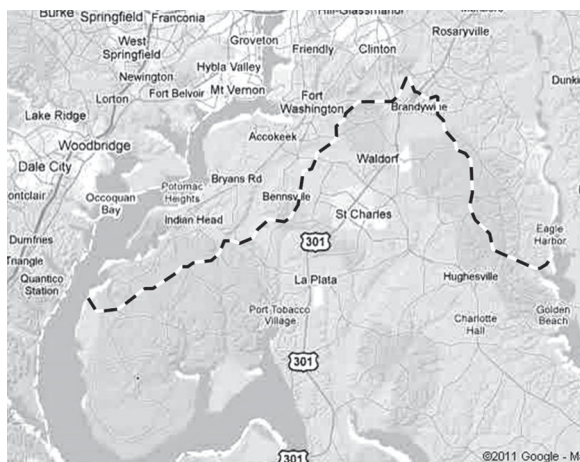 Burke
Springfield
Franconia
Groveton
Friendly
Clinton
Rosaryville
West
Springfield
Newington
Hybla Valley
Lorton
Fort Belvoir
Mt Vernon
Fort
Washington
Brandywine
Lake Ridge
Woodbridge
Accokeek
Dale City
Waldorf
Potomac
Heights
Bryans Rd
Bennsville
Occoquan
Bay
Indian Head
St Charles
Dumfries
Triangle
Quantico
Station
301
Eagle
Harbor
La Plata
Hughesville
Port Tobacco
Village
Charlotte
Hall
Golden
Beach
301
301
©2011 Google - M